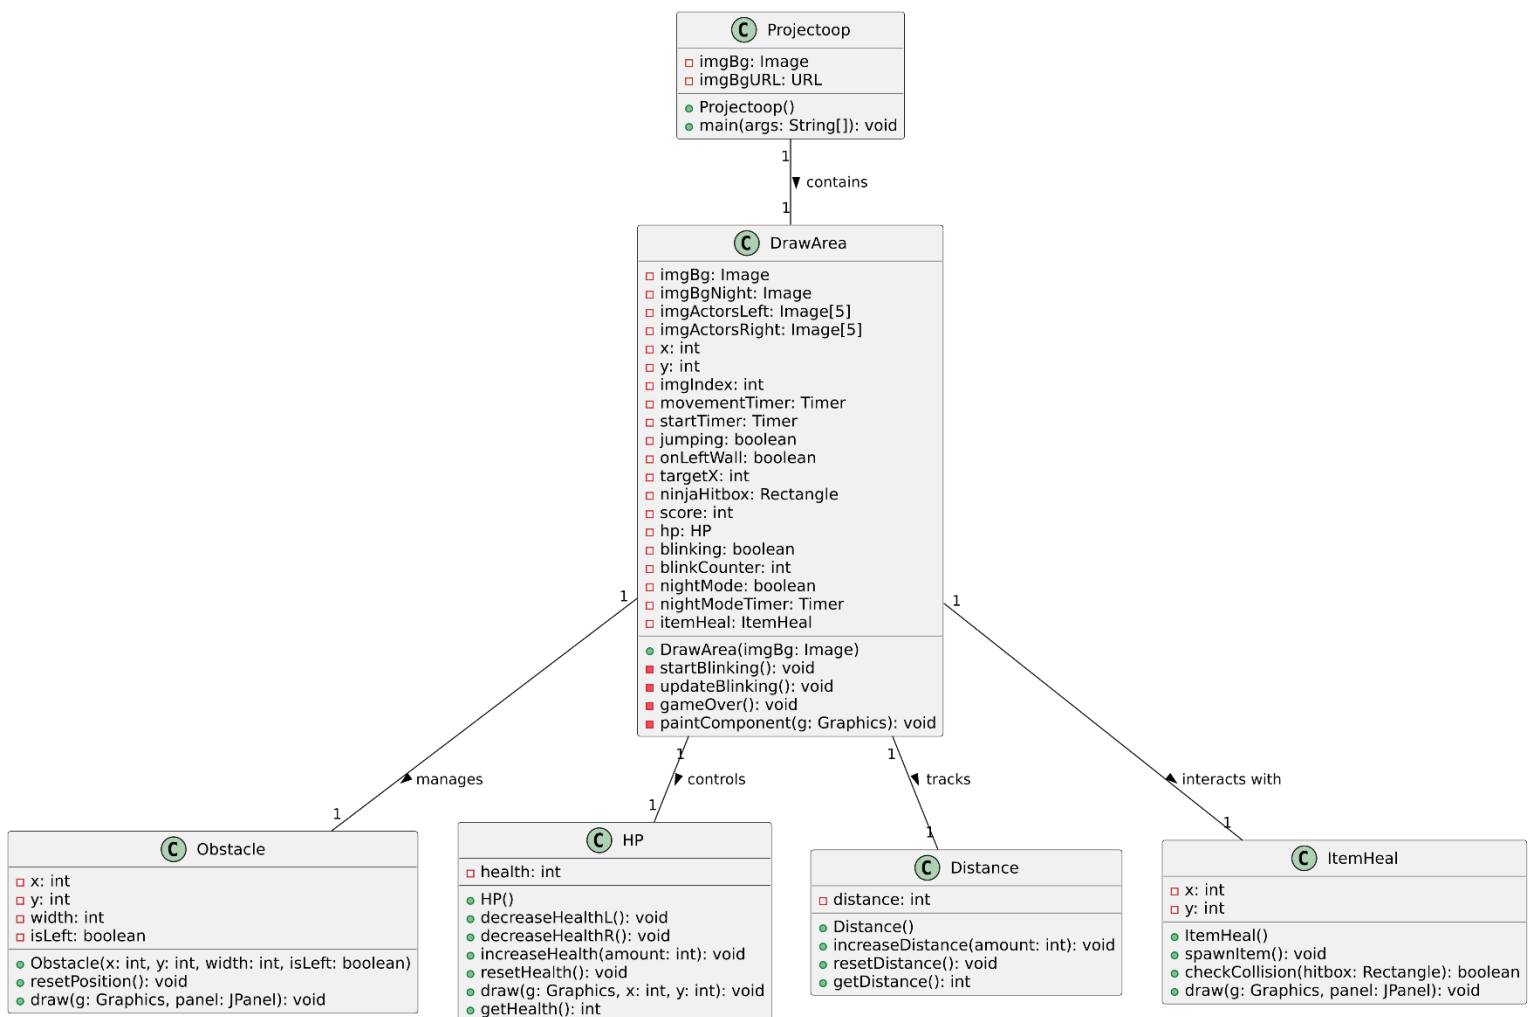 C Projectoop
imgBg: Image
imgBgURL: URL
Projectoop()
main(args: String[]): void
1
contains
1
C DrawArea
imgBg: Image
imgBgNight: Image
imgActorsLeft: Image[5]
imgActorsRight: Image[5]
x: int
y: int
imgIndex: int
movementTimer: Timer
startTimer: Timer
jumping: boolean
onLeftWall: boolean
targetX: int
ninjaHitbox: Rectangle
score: int
hp: HP
blinking: boolean
blinkCounter: int
nightMode: boolean
nightModeTimer: Timer
itemHeal: ItemHeal
DrawArea(imgBg: Image)
startBlinking(): void
updateBlinking(): void
gameOver(): void
paintComponent(g: Graphics): void
1
manages
1
1
controls
1
1
tracks
1
1
interacts with
1
C Obstacle
x: int
y: int
width: int
isLeft: boolean
Obstacle(x: int, y: int, width: int, isLeft: boolean)
resetPosition(): void
draw(g: Graphics, panel: JPanel): void
C HP
health: int
HP()
decreaseHealthL(): void
decreaseHealthR(): void
increaseHealth(amount: int): void
resetHealth(): void
draw(g: Graphics, x: int, y: int): void
getHealth(): int
C Distance
distance: int
Distance()
increaseDistance(amount: int): void
resetDistance(): void
getDistance(): int
C ItemHeal
x: int
y: int
ItemHeal()
spawnItem(): void
checkCollision(hitbox: Rectangle): boolean
draw(g: Graphics, panel: JPanel): void